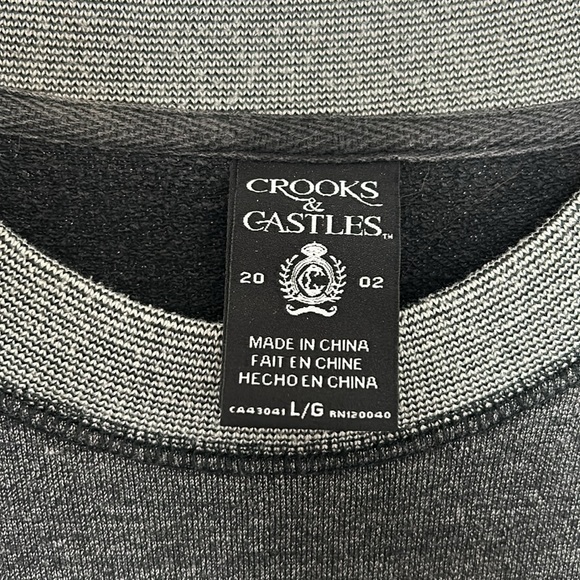 CROOKS
&
CASTLES™
20 02
MADE IN CHINA
FAIT EN CHINE
HECHO EN CHINA
CA43041 L/G RN120040